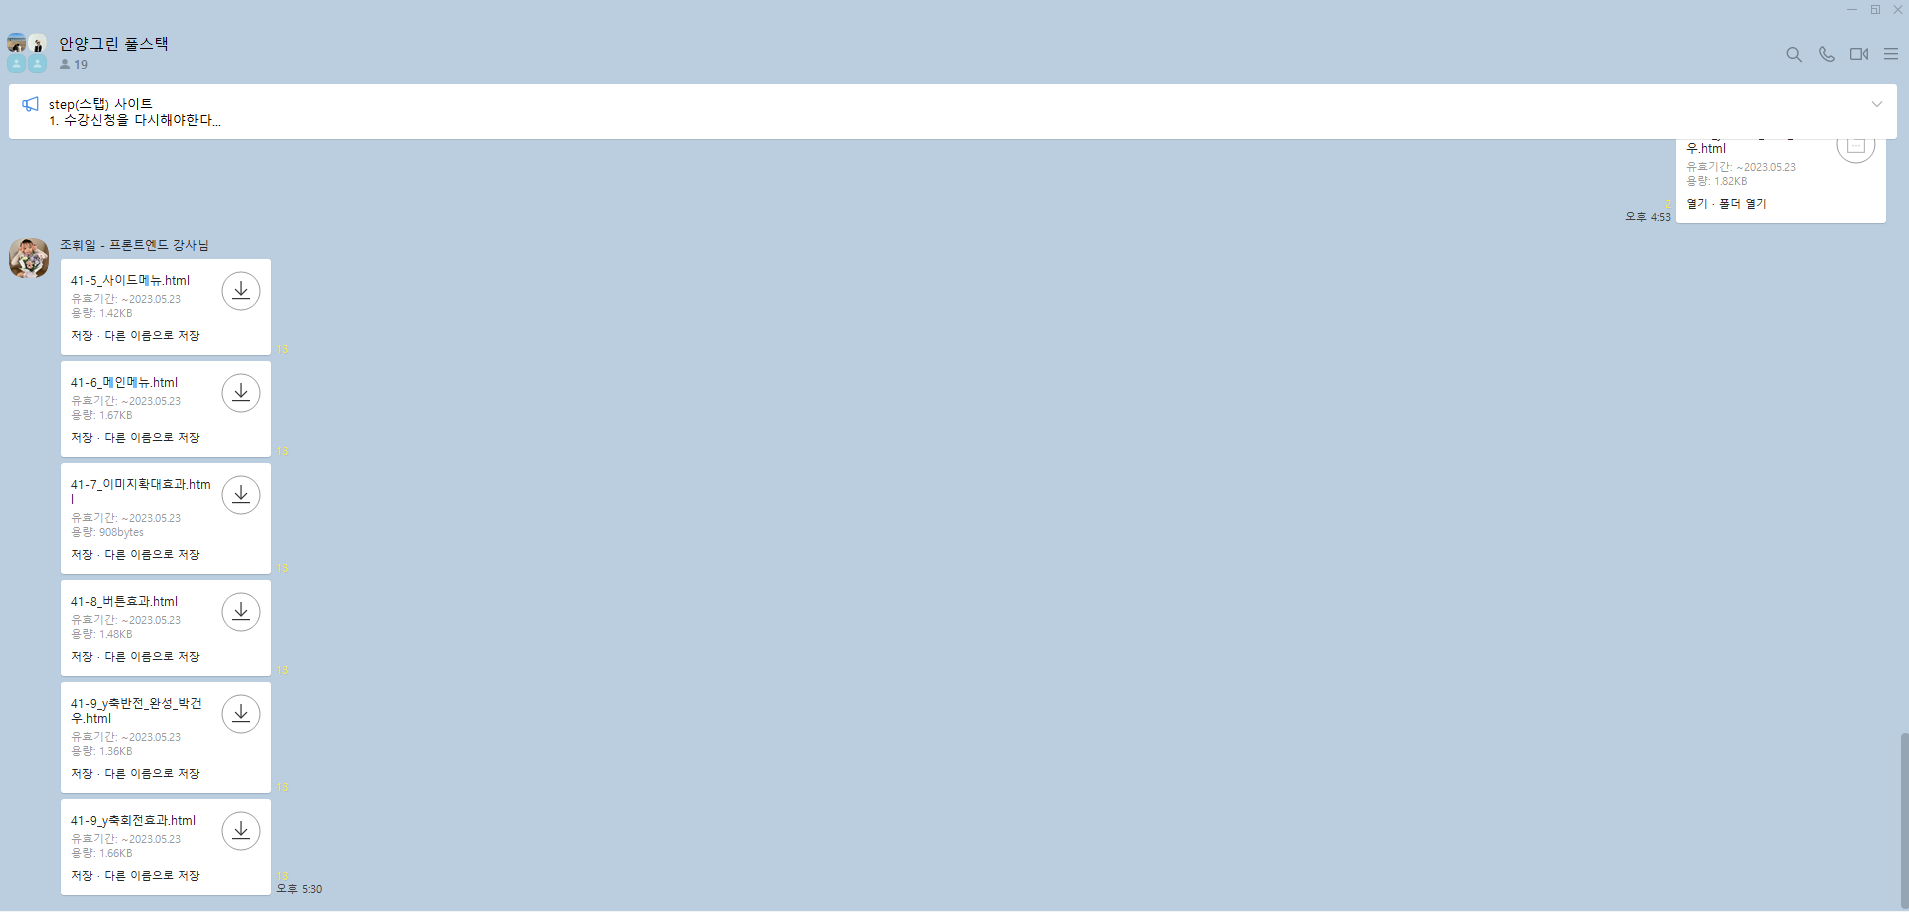 안양그린 풀스택
19
step(스탭) 사이트
1. 수강신청을 다시해야한다...
우.html
유효기간: ~2023.05.23
용량: 1.82KB
열기 · 폴더 열기
2
오후 4:53
조휘일 - 프론트엔드 강사님
41-5_사이드메뉴.html
유효기간: ~2023.05.23
용량: 1.42KB
저장 · 다른 이름으로 저장
13
41-6_메인메뉴.html
유효기간: ~2023.05.23
용량: 1.67KB
저장 · 다른 이름으로 저장
13
41-7_이미지확대효과.htm
l
유효기간: ~2023.05.23
용량: 908bytes
저장 · 다른 이름으로 저장
13
41-8_버튼효과.html
유효기간: ~2023.05.23
용량: 1.48KB
저장 · 다른 이름으로 저장
13
41-9_y축반전_완성_박건
우.html
유효기간: ~2023.05.23
용량: 1.36KB
저장 · 다른 이름으로 저장
13
41-9_y축회전효과.html
유효기간: ~2023.05.23
용량: 1.66KB
저장 · 다른 이름으로 저장
13
오후 5:30